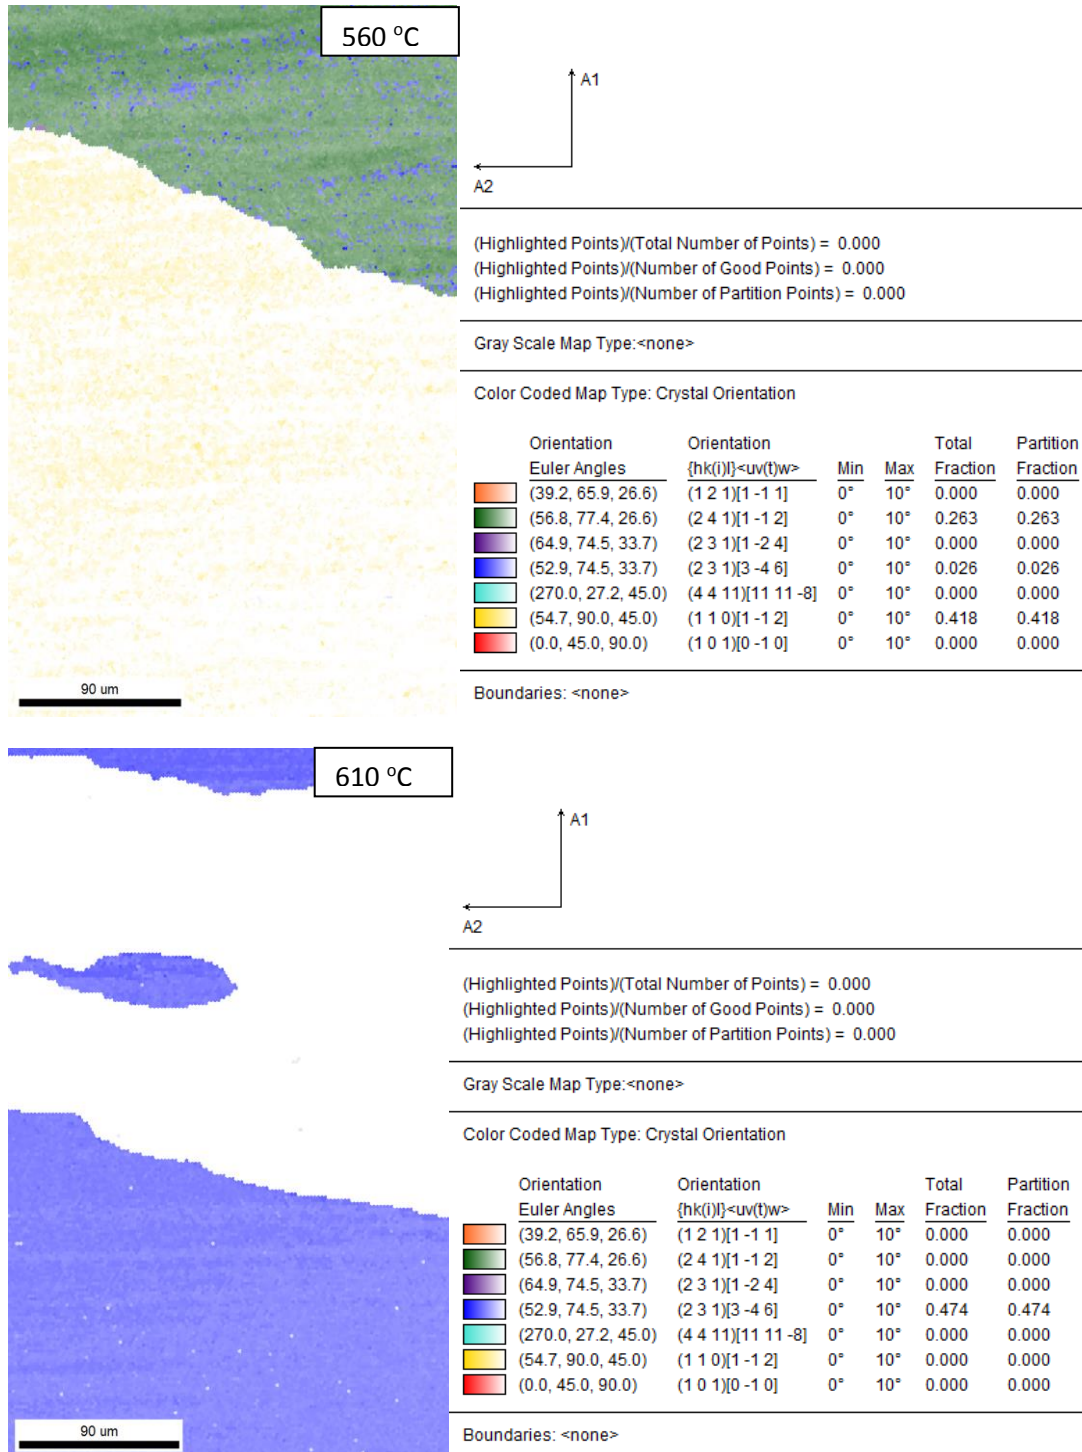 560 °C
A1
A2
(Highlighted Points)/(Total Number of Points) = 0.000
(Highlighted Points)/(Number of Good Points) = 0.000
(Highlighted Points)/(Number of Partition Points) = 0.000
Gray Scale Map Type:<none>
Color Coded Map Type: Crystal Orientation
Orientation Orientation Total Partition
Euler Angles {hk(i)l}<uv(t)w> Min Max Fraction Fraction
(39.2, 65.9, 26.6) (1 2 1)[1 -1 1] 0° 10° 0.000 0.000
(56.8, 77.4, 26.6) (2 4 1)[1 -1 2] 0° 10° 0.263 0.263
(64.9, 74.5, 33.7) (2 3 1)[1 -2 4] 0° 10° 0.000 0.000
(52.9, 74.5, 33.7) (2 3 1)[3 -4 6] 0° 10° 0.026 0.026
(270.0, 27.2, 45.0) (4 4 11)[11 11 -8] 0° 10° 0.000 0.000
(54.7, 90.0, 45.0) (1 1 0)[1 -1 2] 0° 10° 0.418 0.418
(0.0, 45.0, 90.0) (1 0 1)[0 -1 0] 0° 10° 0.000 0.000
Boundaries: <none>
90 um
610 °C
A1
A2
(Highlighted Points)/(Total Number of Points) = 0.000
(Highlighted Points)/(Number of Good Points) = 0.000
(Highlighted Points)/(Number of Partition Points) = 0.000
Gray Scale Map Type:<none>
Color Coded Map Type: Crystal Orientation
Orientation Orientation Total Partition
Euler Angles {hk(i)l}<uv(t)w> Min Max Fraction Fraction
(39.2, 65.9, 26.6) (1 2 1)[1 -1 1] 0° 10° 0.000 0.000
(56.8, 77.4, 26.6) (2 4 1)[1 -1 2] 0° 10° 0.000 0.000
(64.9, 74.5, 33.7) (2 3 1)[1 -2 4] 0° 10° 0.000 0.000
(52.9, 74.5, 33.7) (2 3 1)[3 -4 6] 0° 10° 0.474 0.474
(270.0, 27.2, 45.0) (4 4 11)[11 11 -8] 0° 10° 0.000 0.000
(54.7, 90.0, 45.0) (1 1 0)[1 -1 2] 0° 10° 0.000 0.000
(0.0, 45.0, 90.0) (1 0 1)[0 -1 0] 0° 10° 0.000 0.000
Boundaries: <none>
90 um